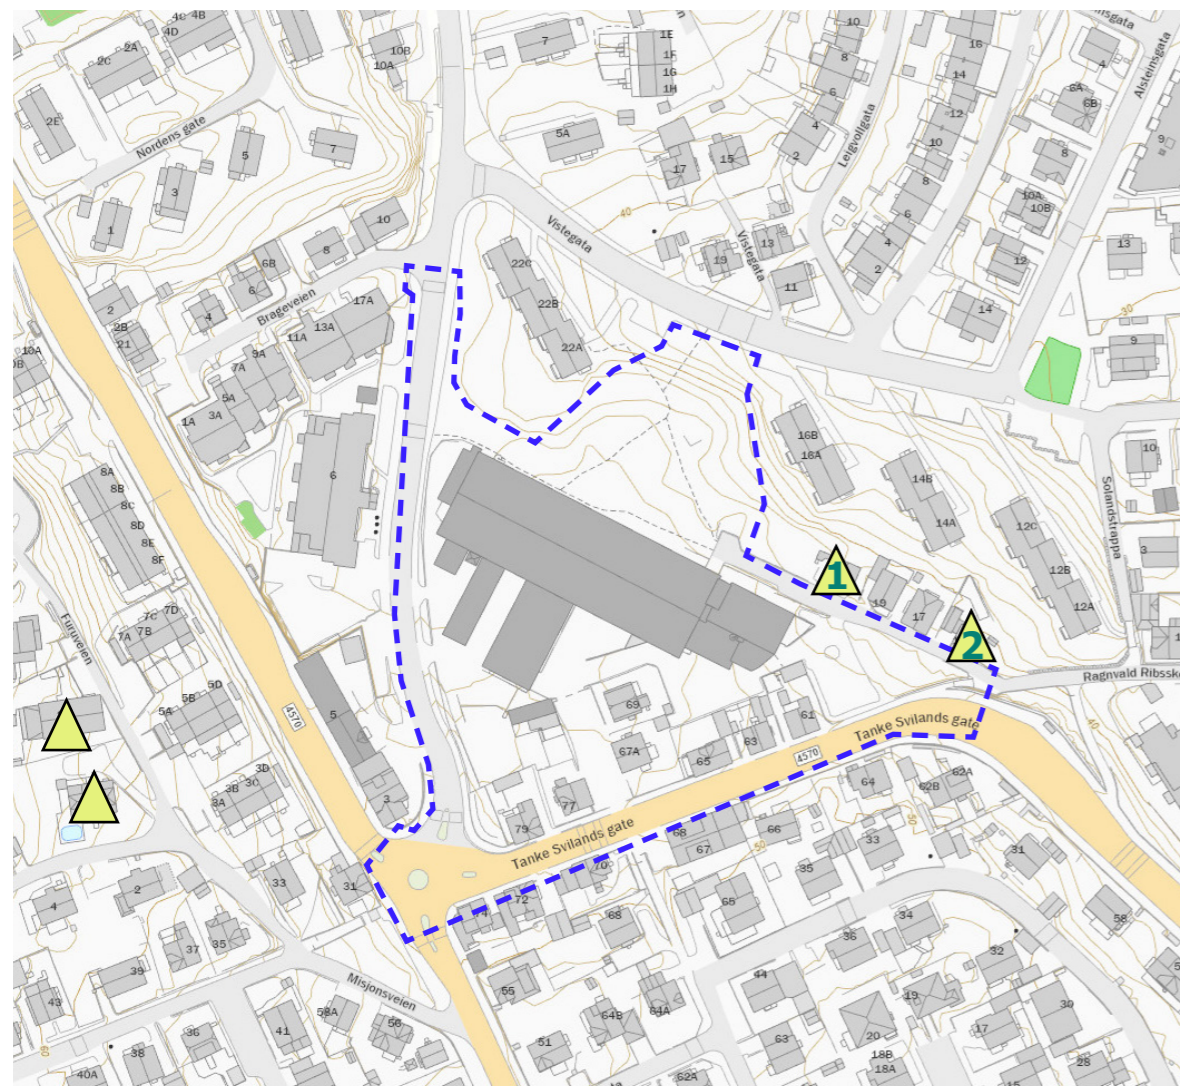 4C
4B
4D
2A
2C
10B
10A
7
1E
1F
1G
1H
10
8
6
4
2
16
14
12
10
8
6
4
2
4
6A
6B
8
10A
10B
12
14
9
13
2E
Nordens gate
5
7
3
1
5A
17
15
Leigvollgata
Alsteinsgata
Vistegata
40
Vistegata
13
19
11
10
8
6B
6
4
2
2B
21
Brageveien
17A
13A
11A
9A
7A
5A
3A
1A
22C
22B
22A
30
9
10A
16B
16A
14B
14A
12C
12B
12A
10
3
Solandstrappa
6
8A
8B
8C
8D
8E
8F
1
19
17
2
Ragnvald Ribssk
40
7D
7C
7B
7A
Furuveien
5D
5B
5A
4570
5
3
69
67A
61
63
65
Tanke Svilands gate
4570
3D
3C
3B
3A
77
79
Tanke Svilands gate
64
62A
62B
68
67
66
50
33
50
31
35
70
72
74
68
65
58
2
4
33
31
37
35
39
43
Misjonsveien
34
36
32
44
55
64B
64A
19
30
20
17
58A
56
41
36
38
40A
60
51
63
18B
18A
28
62A